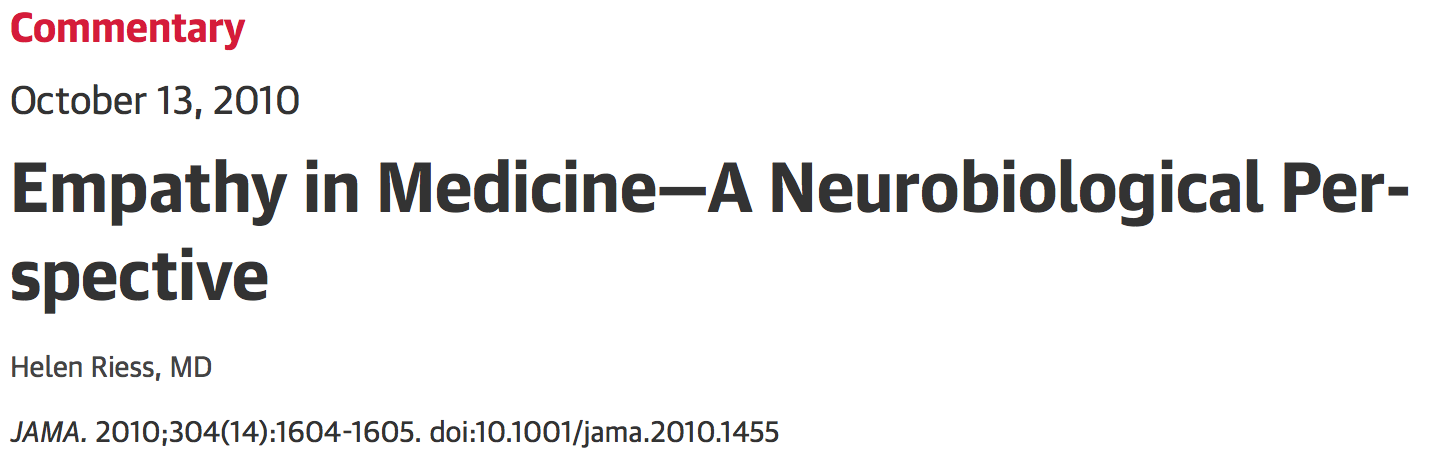 Commentary
October 13, 2010
Empath​y in Medicine—A Neurobiological Per-
spective
Helen Riess, MD
JAMA. 2010;304(14):1604-1605. doi:10.1001/jama.2010.1455